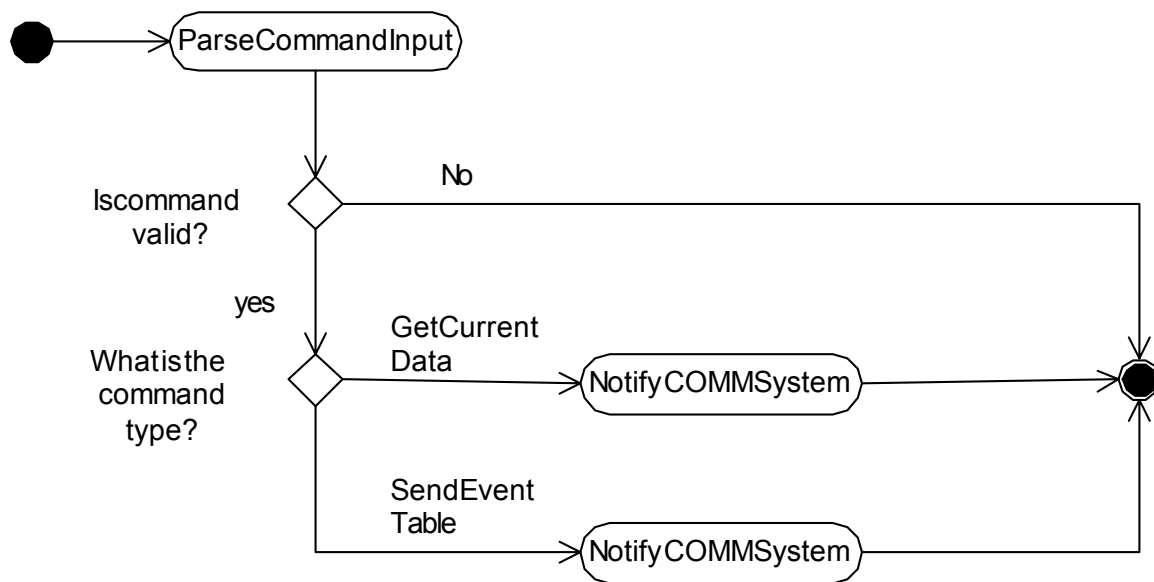 ParseCommandInput
No
Iscommand
valid?
yes
GetCurrent
Data
Whatisthe
command
type?
NotifyCOMMSystem
SendEvent
Table
NotifyCOMMSystem